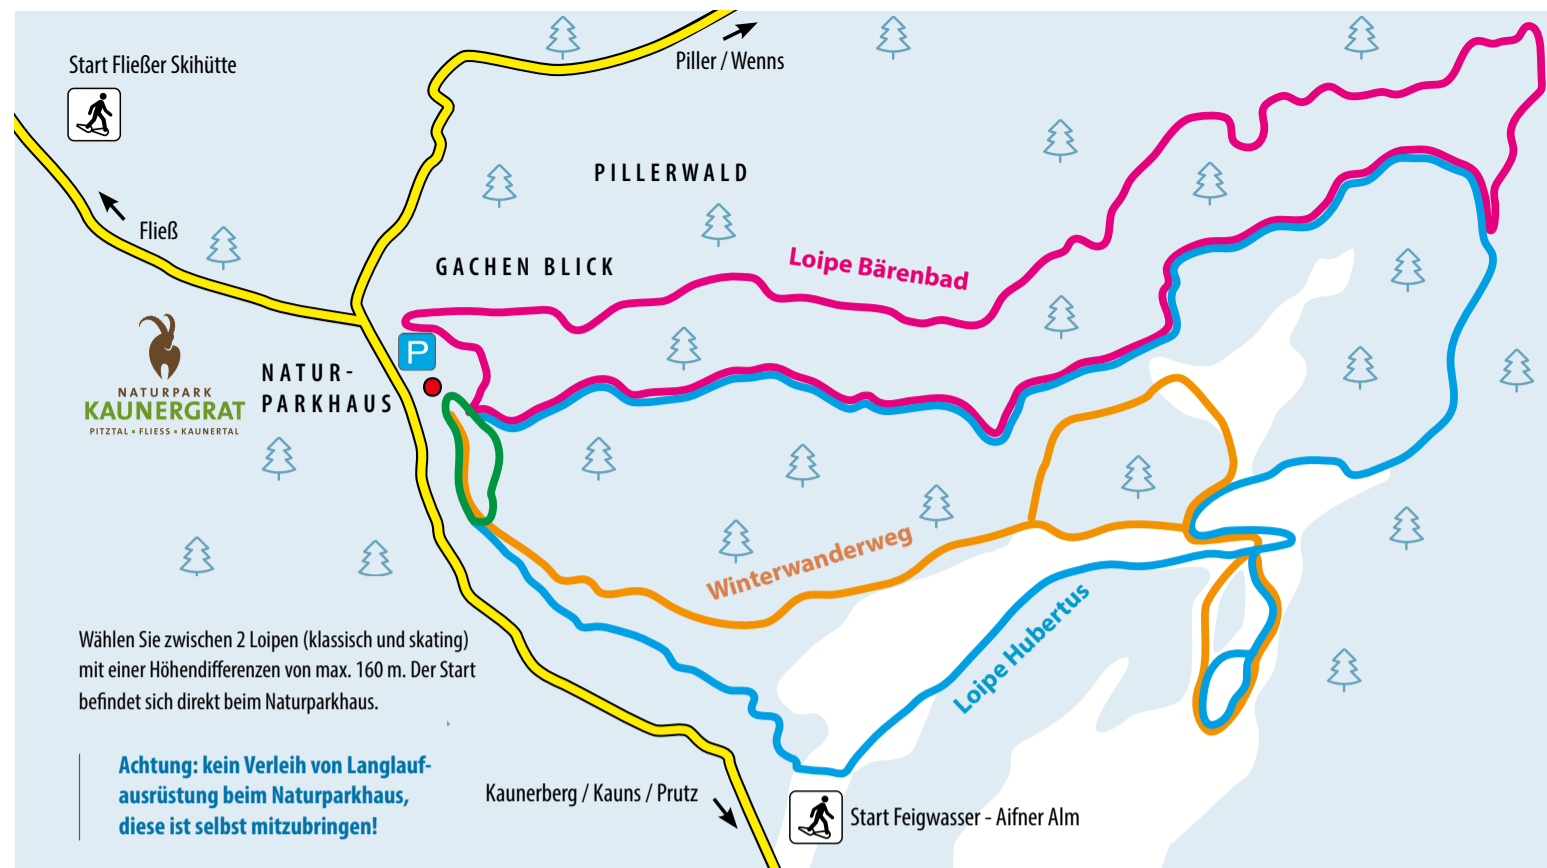 Start Fließer Skihütte
Piller / Wenns
PILLERWALD
Fließ
GACHEN BLICK
Loipe Bärenbad
P
NATURPARK
KAUNERGRAT
PITZTAL ▪ FLIESS ▪ KAUNERTAL
NATUR-
PARKHAUS
Winterwanderweg
Loipe Hubertus
Wählen Sie zwischen 2 Loipen (klassisch und skating)
mit einer Höhendifferenzen von max. 160 m. Der Start
befindet sich direkt beim Naturparkhaus.
Achtung: kein Verleih von Langlauf-
ausrüstung beim Naturparkhaus,
diese ist selbst mitzubringen!
Kaunerberg / Kauns / Prutz
Start Feigwasser - Aifner Alm